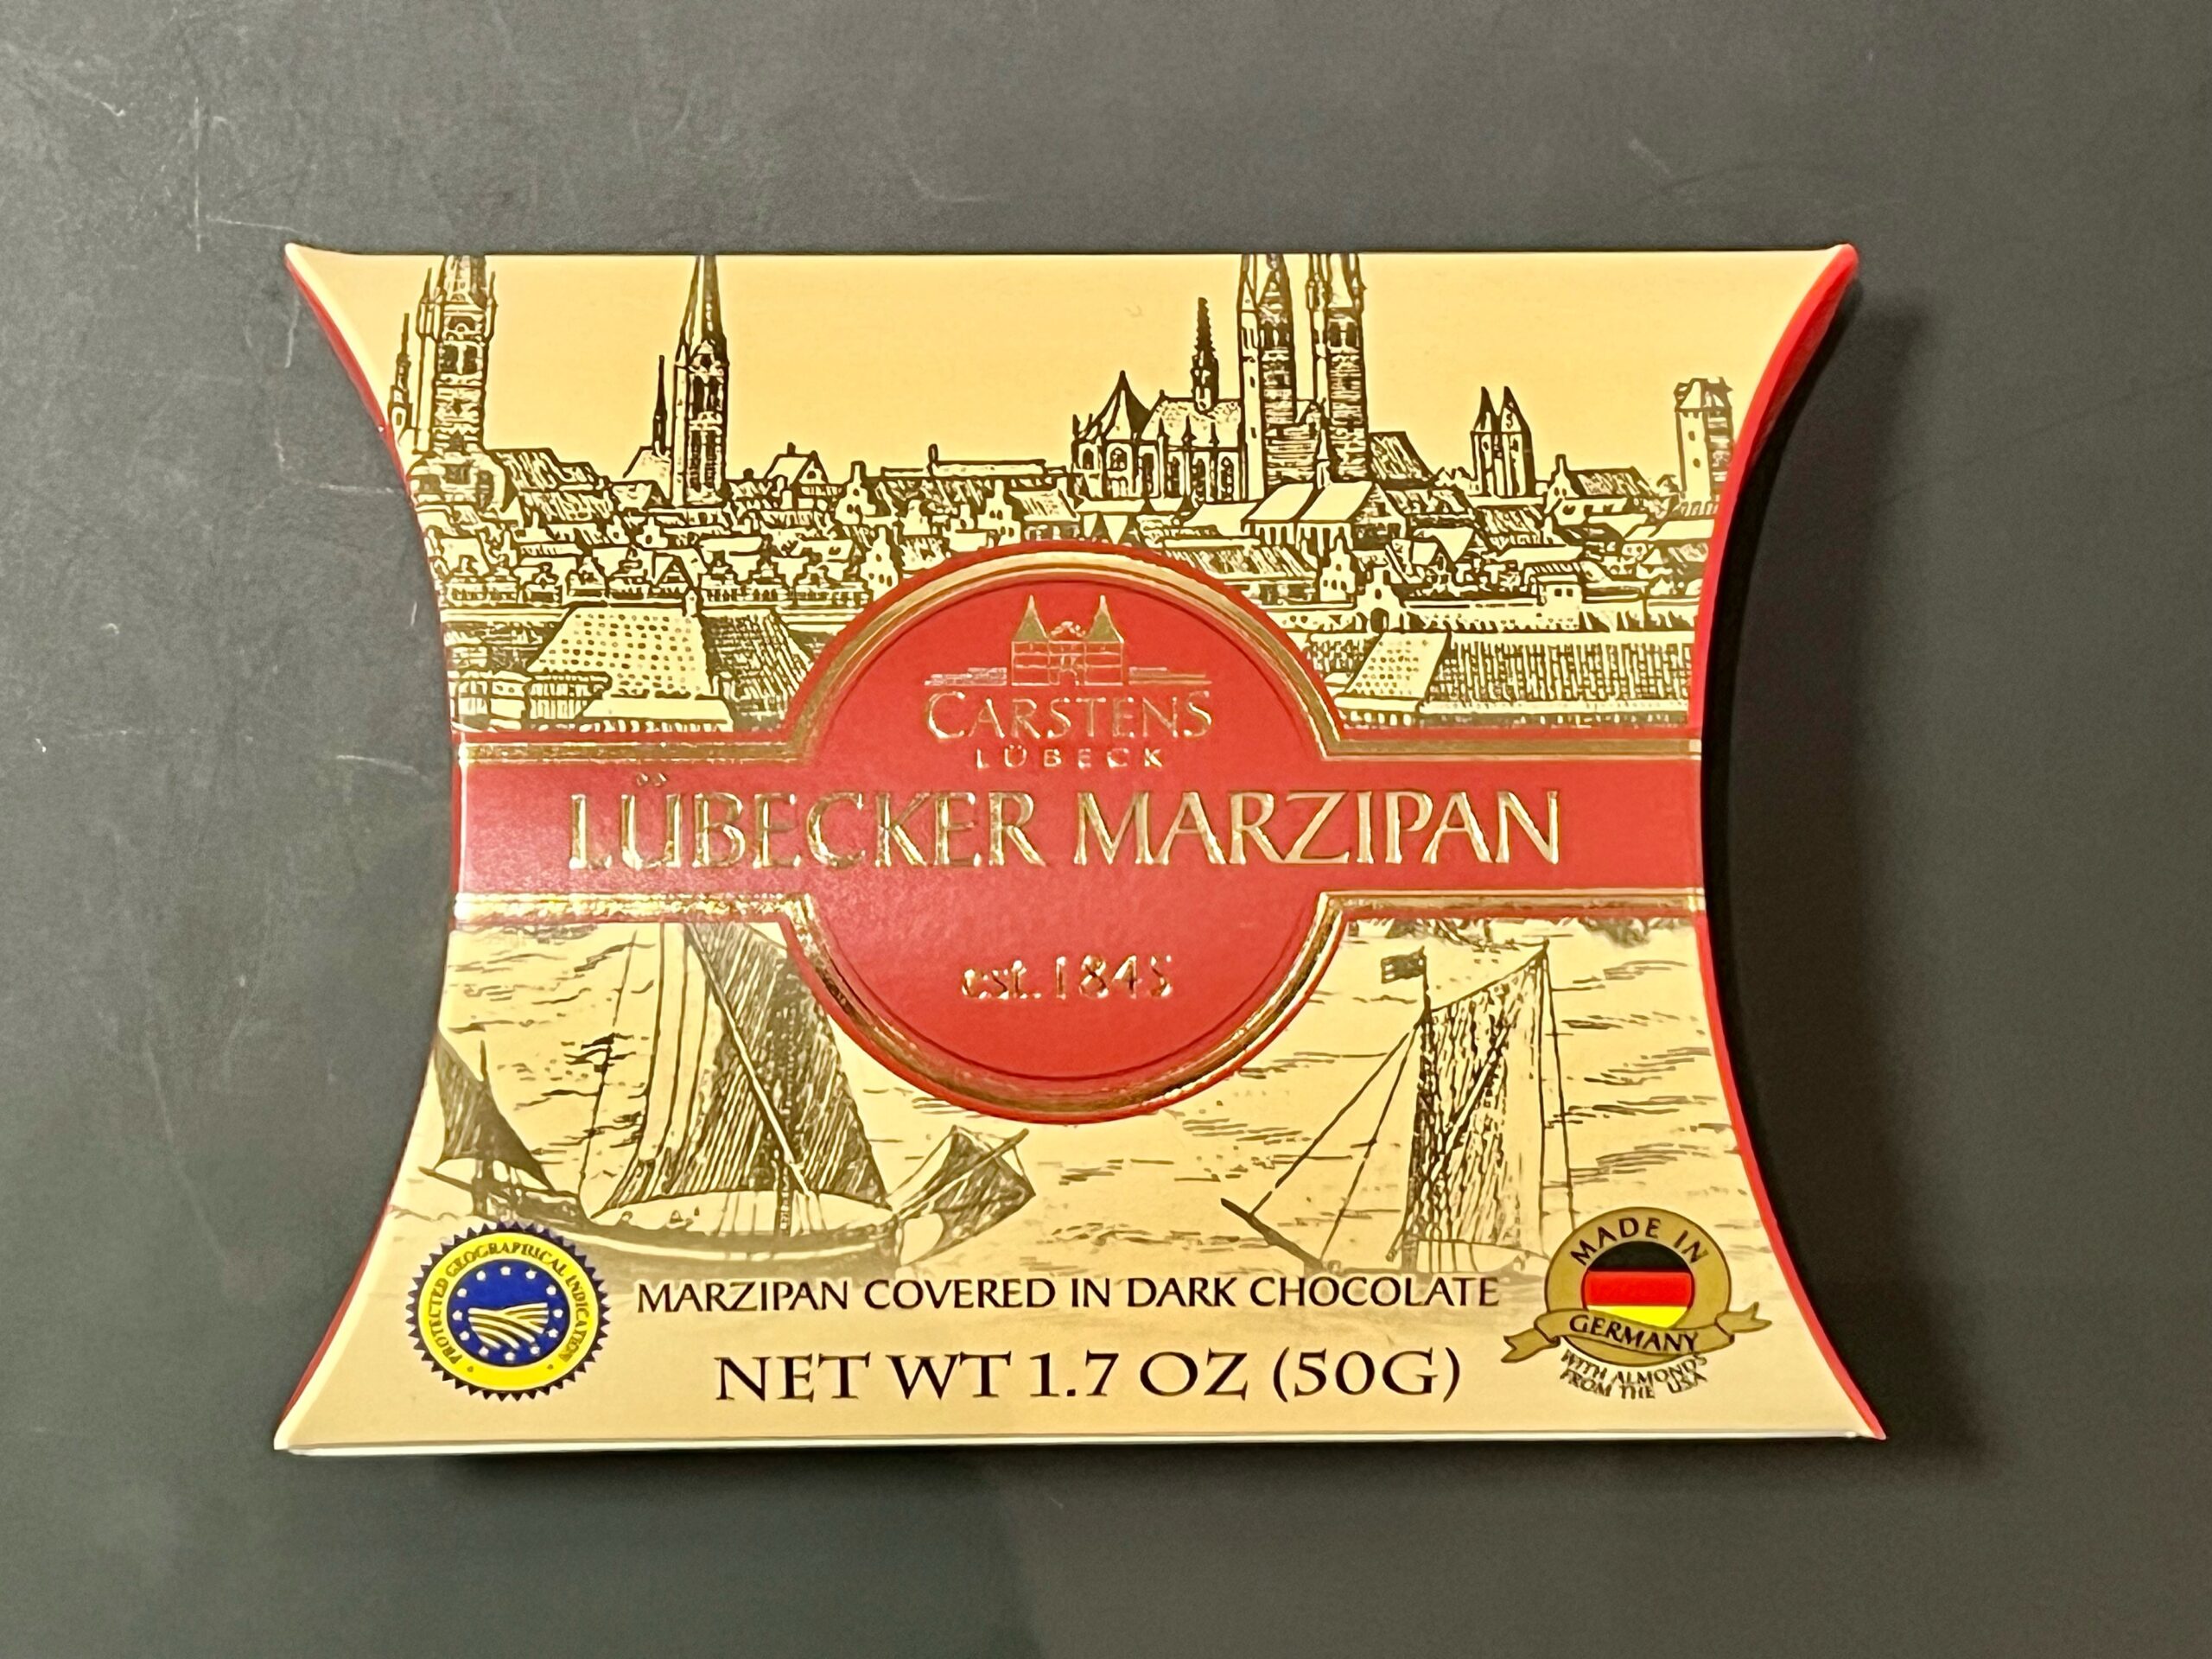 CARSTENS
LÜBECK
LÜBECKER MARZIPAN
est. 1845
PROTECTED GEOGRAPHICAL INDICATION
MARZIPAN COVERED IN DARK CHOCOLATE
NET WT 1.7 OZ (50G)
MADE IN
GERMANY
WITH ALMONDS
FROM THE USA